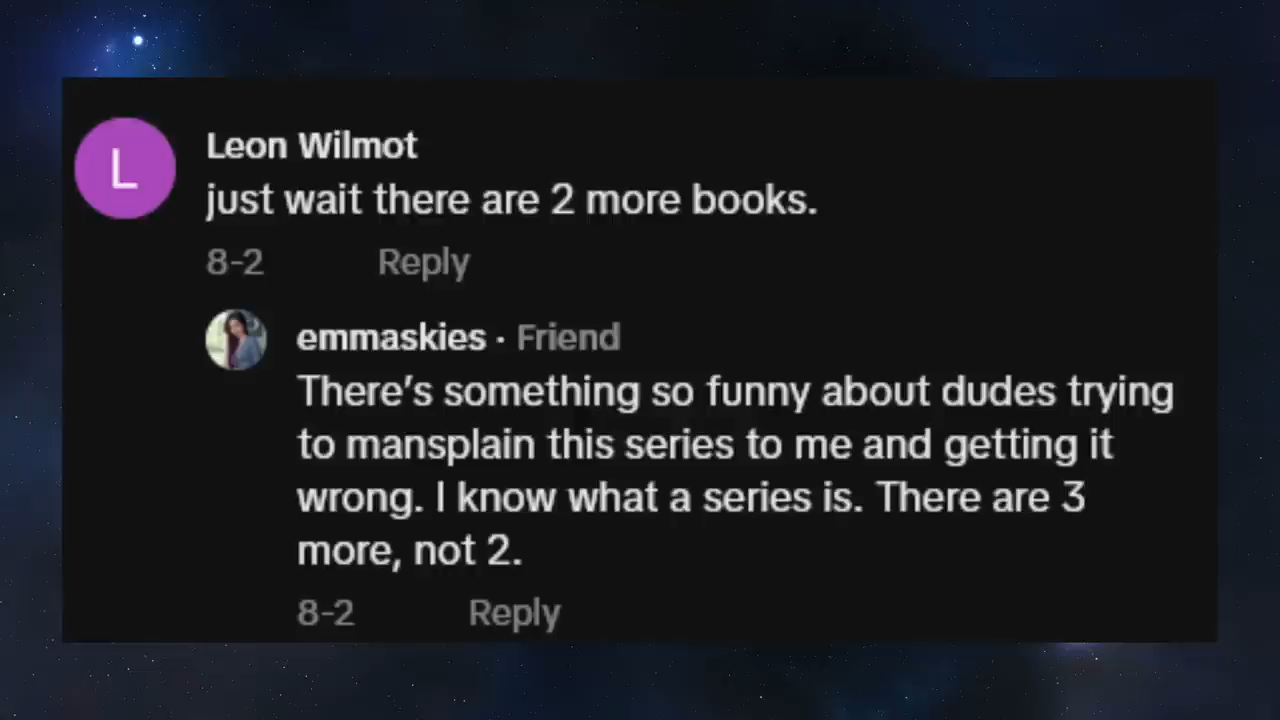 L
Leon Wilmot
just wait there are 2 more books.
8-2 Reply
emmaskies · Friend
There’s something so funny about dudes trying
to mansplain this series to me and getting it
wrong. I know what a series is. There are 3
more, not 2.
8-2 Reply